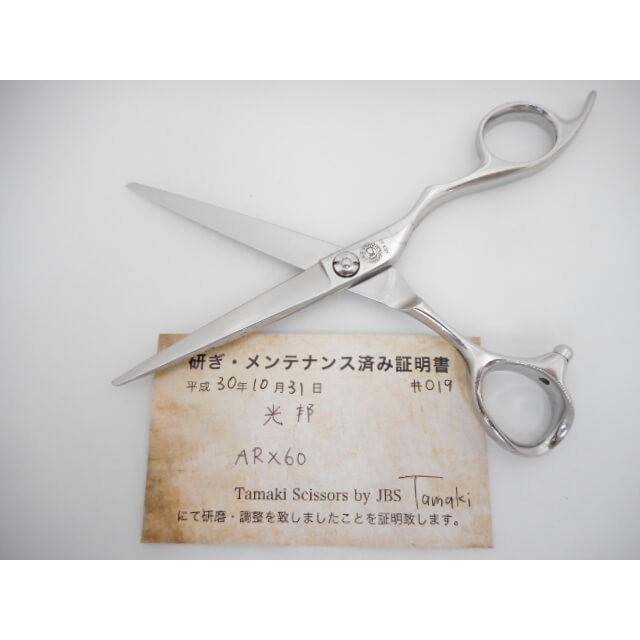 研ぎ・メンテナンス済み証明書
平成 30年10月31日 #019
光邦
ARX60
Tamaki Scissors by JBS Tamaki
にて研磨・調整を致しましたことを証明致します。